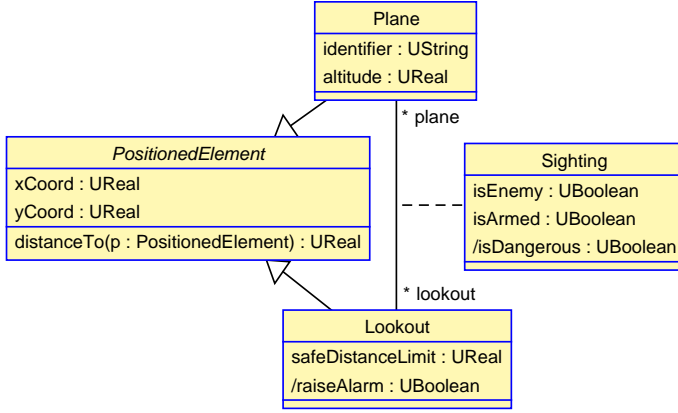 Plane
identifier : UString
altitude : UReal
* plane
PositionedElement
xCoord : UReal
yCoord : UReal
distanceTo(p : PositionedElement) : UReal
Sighting
isEnemy : UBoolean
isArmed : UBoolean
/isDangerous : UBoolean
* lookout
Lookout
safeDistanceLimit : UReal
/raiseAlarm : UBoolean